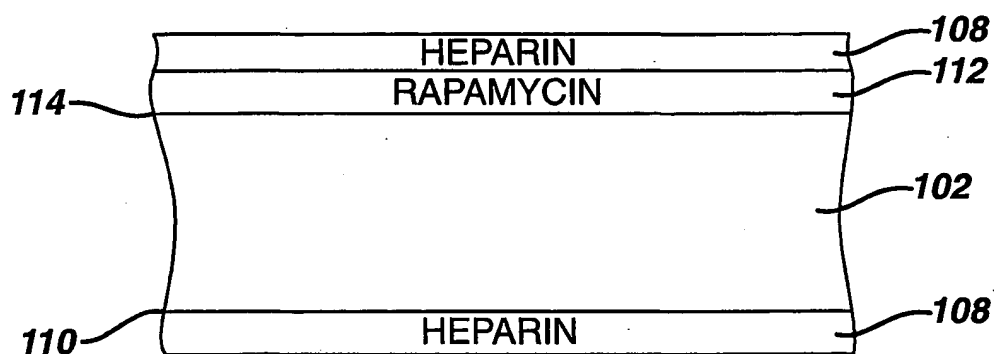 HEPARIN 108
RAPAMYCIN 112
114
102
110 HEPARIN 108